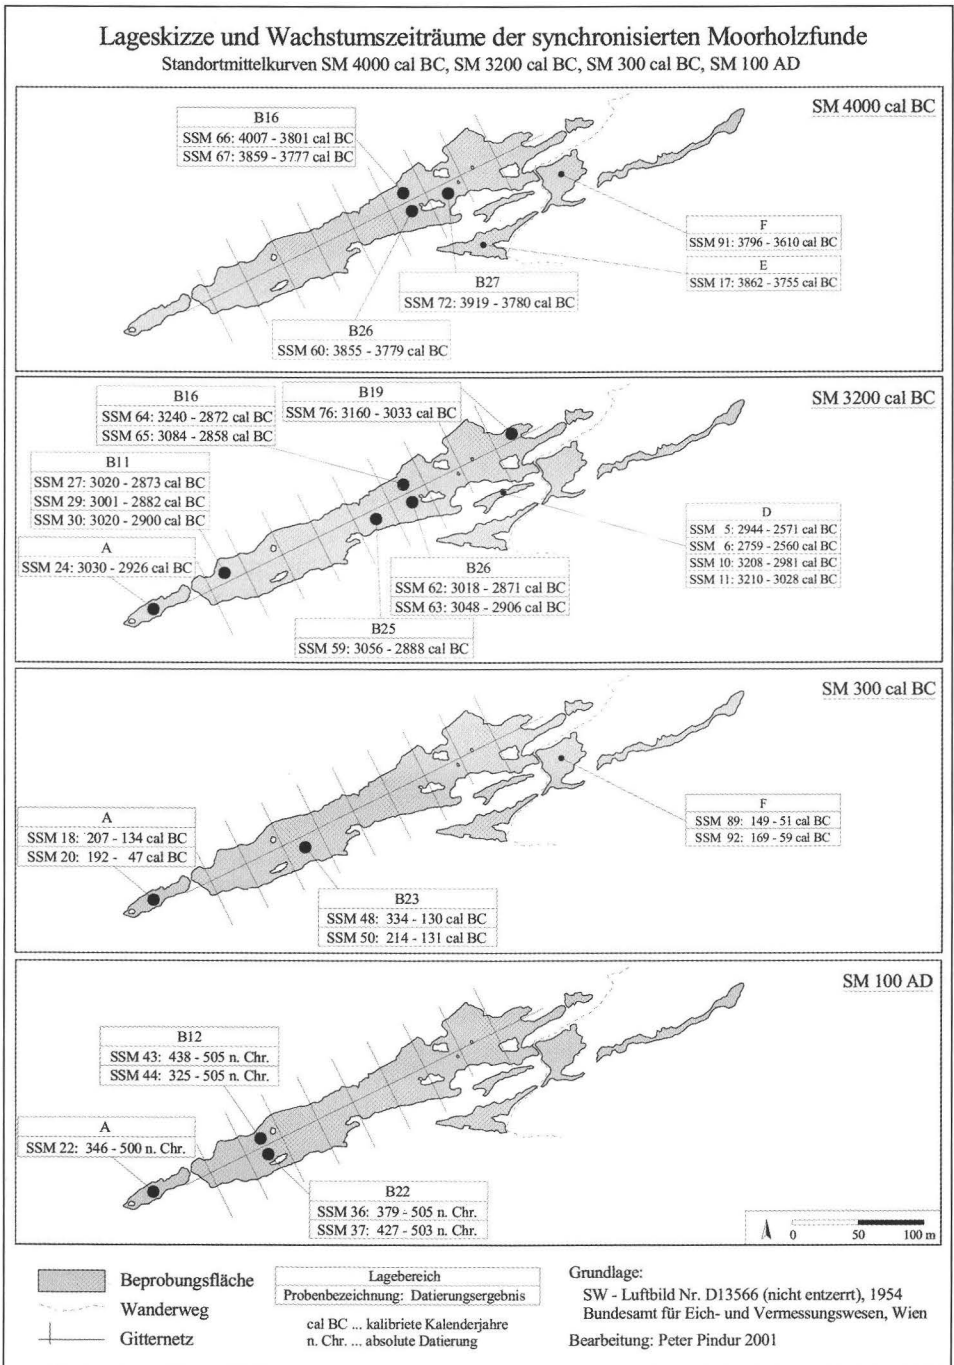 Lageskizze und Wachstumszeiträume der synchronisierten Moorholzfunde
Standortmittelkurven SM 4000 cal BC, SM 3200 cal BC, SM 300 cal BC, SM 100 AD
SM 4000 cal BC
B16
SSM 66: 4007 - 3801 cal BC
SSM 67: 3859 - 3777 cal BC
F
SSM 91: 3796 - 3610 cal BC
E
SSM 17: 3862 - 3755 cal BC
B27
SSM 72: 3919 - 3780 cal BC
B26
SSM 60: 3855 - 3779 cal BC
SM 3200 cal BC
B16
SSM 64: 3240 - 2872 cal BC
SSM 65: 3084 - 2858 cal BC
B19
SSM 76: 3160 - 3033 cal BC
B11
SSM 27: 3020 - 2873 cal BC
SSM 29: 3001 - 2882 cal BC
SSM 30: 3020 - 2900 cal BC
A
SSM 24: 3030 - 2926 cal BC
D
SSM 5: 2944 - 2571 cal BC
SSM 6: 2759 - 2560 cal BC
SSM 10: 3208 - 2981 cal BC
SSM 11: 3210 - 3028 cal BC
B26
SSM 62: 3018 - 2871 cal BC
SSM 63: 3048 - 2906 cal BC
B25
SSM 59: 3056 - 2888 cal BC
SM 300 cal BC
A
SSM 18: 207 - 134 cal BC
SSM 20: 192 - 47 cal BC
F
SSM 89: 149 - 51 cal BC
SSM 92: 169 - 59 cal BC
B23
SSM 48: 334 - 130 cal BC
SSM 50: 214 - 131 cal BC
SM 100 AD
B12
SSM 43: 438 - 505 n. Chr.
SSM 44: 325 - 505 n. Chr.
A
SSM 22: 346 - 500 n. Chr.
B22
SSM 36: 379 - 505 n. Chr.
SSM 37: 427 - 503 n. Chr.
0 50 100 m
Beprobungsfläche
Wanderweg
Gitternetz
Lagebereich
Probenbezeichnung: Datierungsergebnis
cal BC ... kalibriete Kalenderjahre
n. Chr. ... absolute Datierung
Grundlage:
SW - Luftbild Nr. D13566 (nicht entzerrt), 1954
Bundesamt für Eich- und Vermessungswesen, Wien
Bearbeitung: Peter Pindur 2001